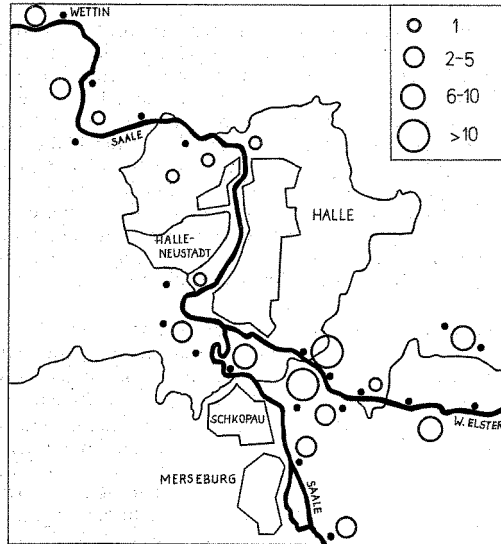 WETTIN
1
2-5
6-10
>10
SAALE
HALLE
HALLE-
NEUSTADT
SCHKOPAU
W. ELSTER
MERSEBURG
SAALE